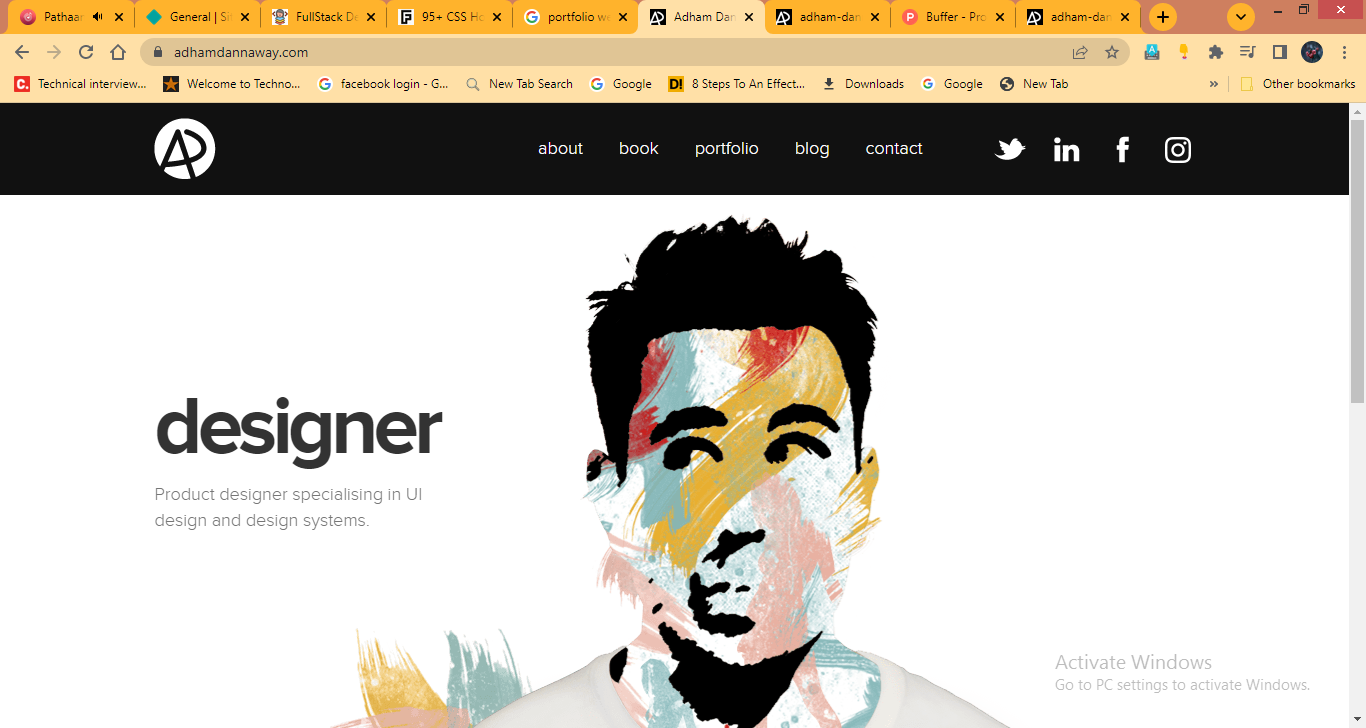 Pathaar
General | Sit
FullStack De
95+ CSS Ho
portfolio we
Adham Dan
adham-dan
Buffer - Pro
adham-dan
adhamdannaway.com
Technical interview...
Welcome to Techno...
facebook login - G...
New Tab Search
Google
8 Steps To An Effect...
Downloads
Google
New Tab
»
Other bookmarks
about
book
portfolio
blog
contact
designer
Product designer specialising in UI
design and design systems.
Activate Windows
Go to PC settings to activate Windows.